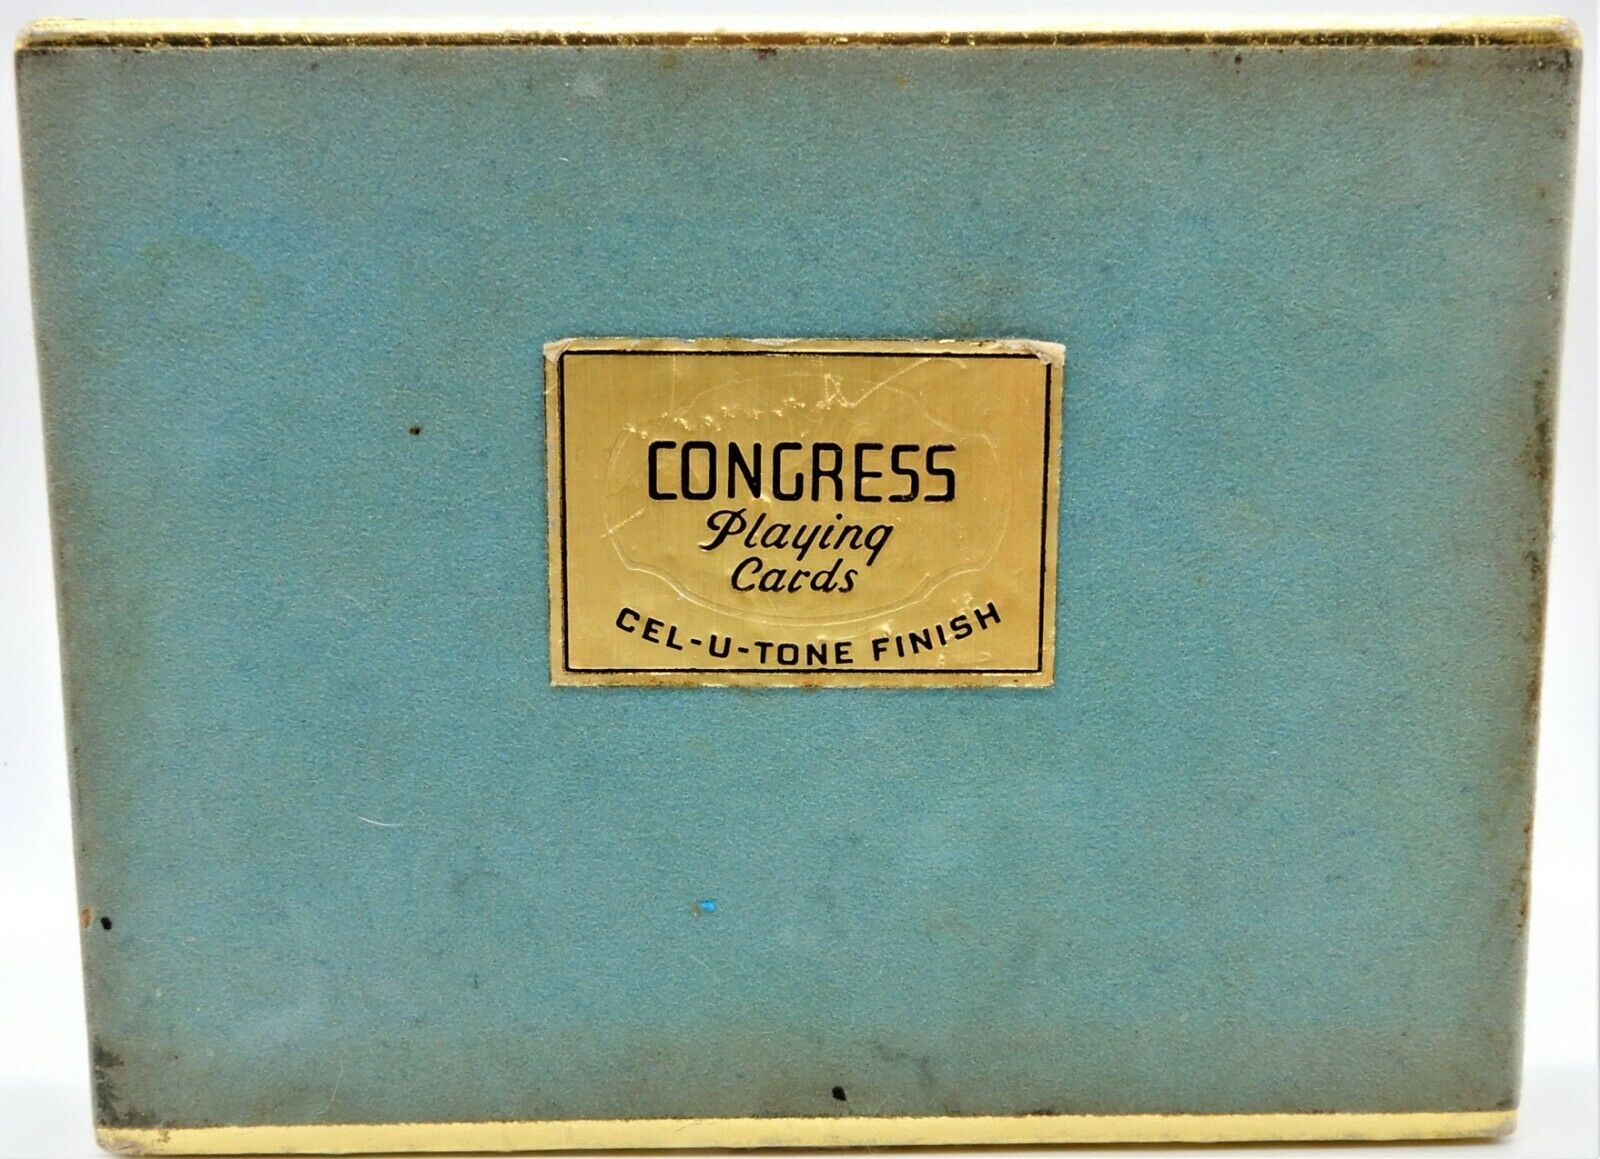 CONGRESS
Playing
Cards
CEL-U-TONE FINISH